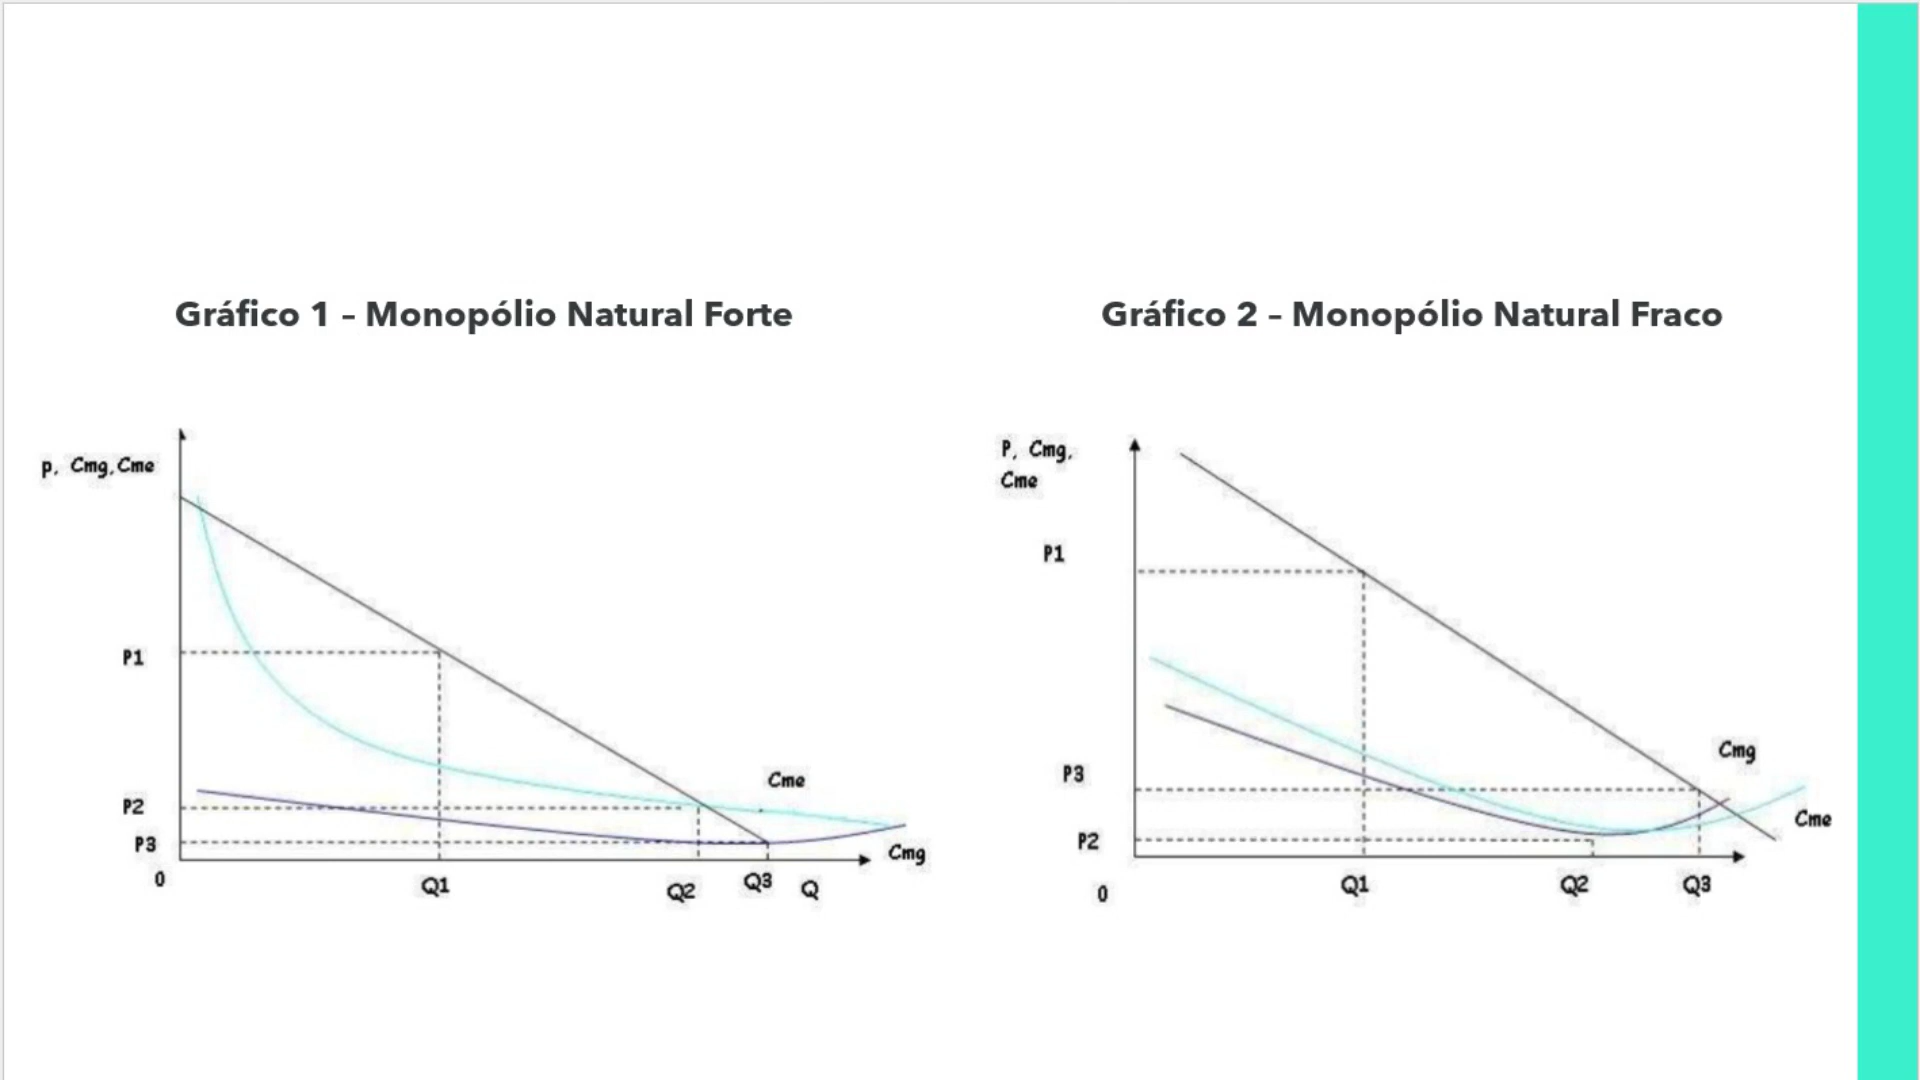 Gráfico 1 – Monopólio Natural Forte
p, Cmg,Cme
P1
P2
P3
0
Q1
Q2
Q3
Q
Cme
Cmg
Gráfico 2 – Monopólio Natural Fraco
P, Cmg,
Cme
P1
P3
P2
0
Q1
Q2
Q3
Cmg
Cme